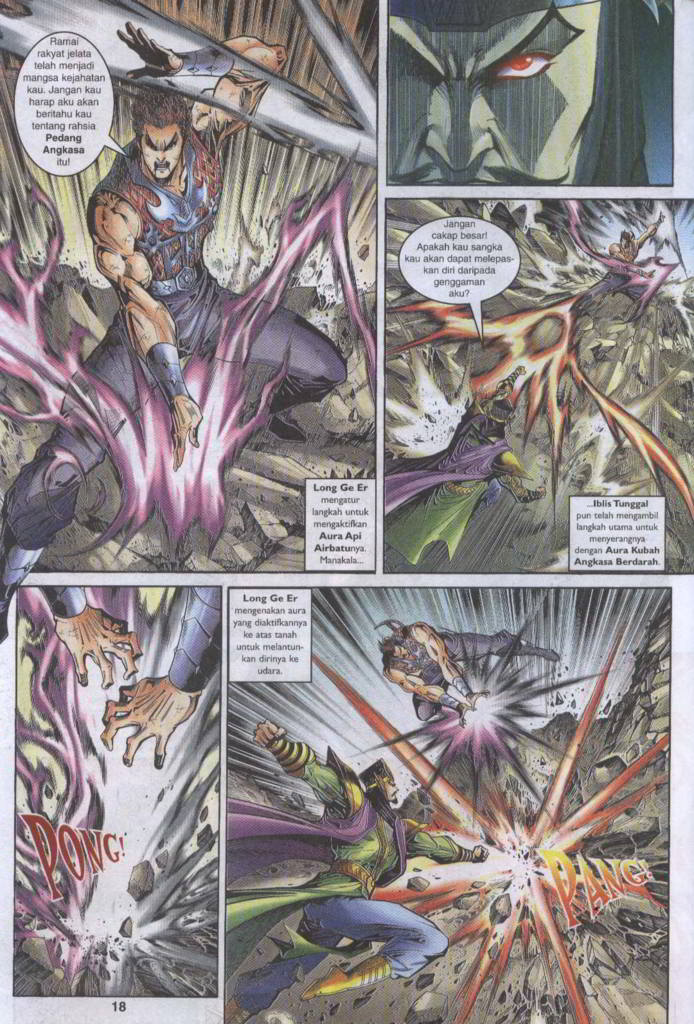 Ramai
rakyat jelata
telah menjadi
mangsa kejahatan
kau. Jangan kau
harap aku akan
beritahu kau
tentang rahsia
Pedang
Angkasa
itu!
Long Ge Er
mengatur
langkah untuk
mengaktifkan
Aura Api
Airbatunya.
Manakala...
Jangan
cakap besar!
Apakah kau sangka
kau akan dapat melepas-
kan diri daripada
genggaman
aku?
...Iblis Tunggal
pun telah mengambil
langkah utama untuk
menyerangnya
dengan Aura Kubah
Angkasa Berdarah.
PONG!
Long Ge Er
mengenakan aura
yang diaktifkannya
ke atas tanah
untuk melantun-
kan dirinya ke
udara.
PANG!
18